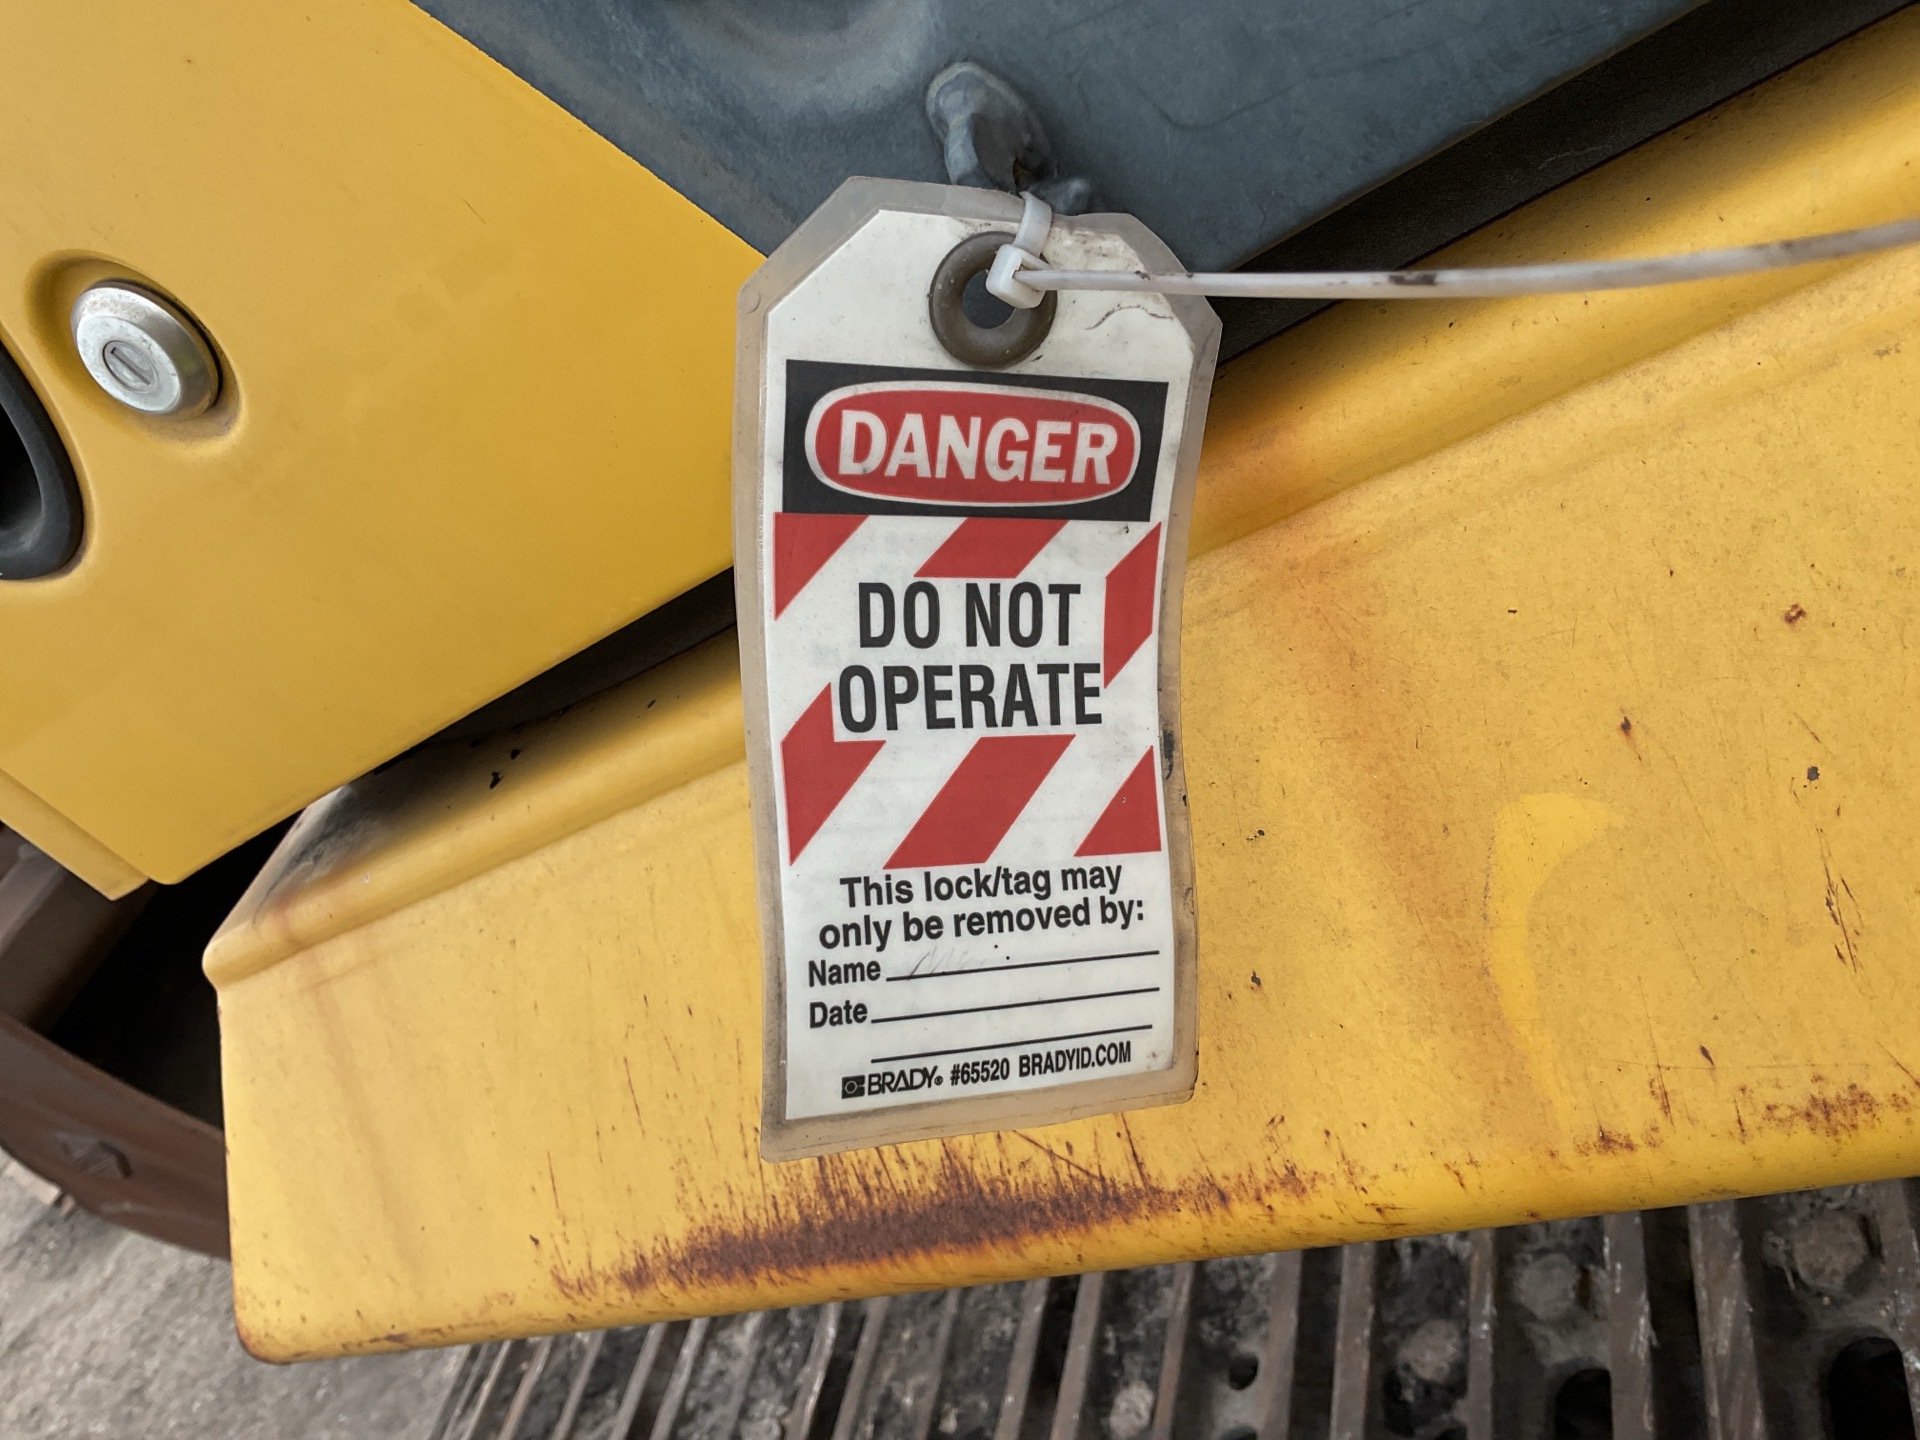 DANGER
DO NOT
OPERATE
This lock/tag may
only be removed by:
Name
Date
BRADY® #65520 BRADYID.COM